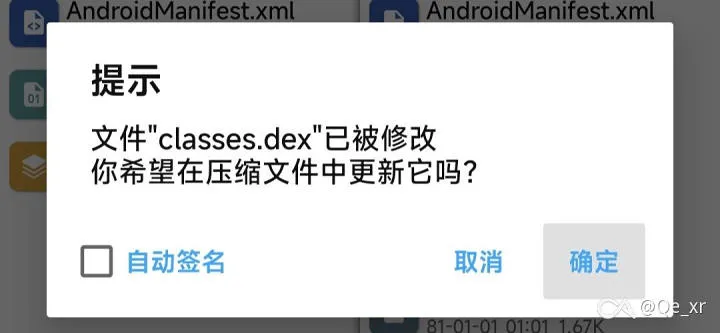 AndroidManifest.xml
AndroidManifest.xml
提示
文件"classes.dex"已被修改
你希望在压缩文件中更新它吗?
自动签名
取消
确定
@Qe_xr
81-01-01 01:01 1.67K